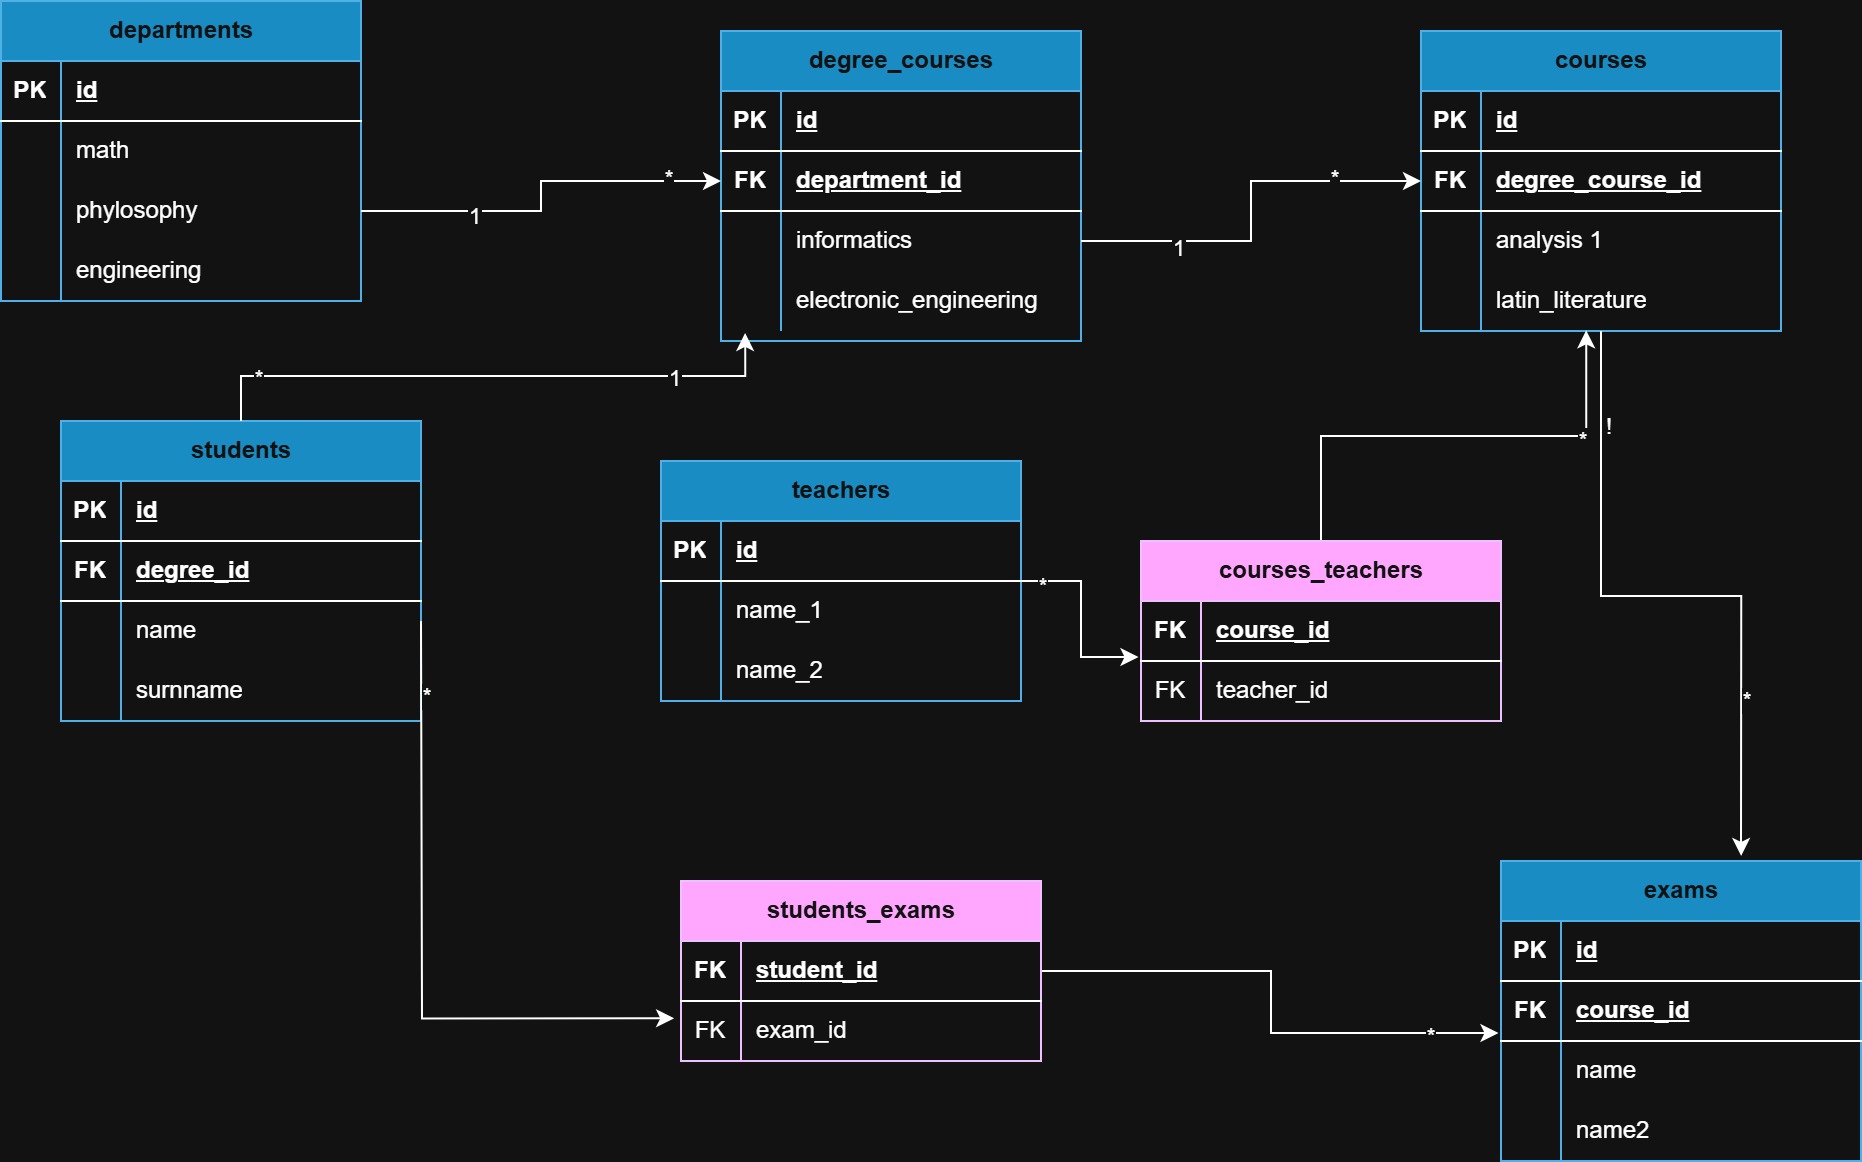 departments
PK id
math
phylosophy
engineering
1
*
degree_courses
PK id
FK department_id
informatics
electronic_engineering
1
*
courses
PK id
FK degree_course_id
analysis 1
latin_literature
*
1
students
PK id
FK degree_id
name
surnname
*
teachers
PK id
name_1
name_2
*
courses_teachers
FK course_id
FK teacher_id
*
!
*
students_exams
FK student_id
FK exam_id
*
exams
PK id
FK course_id
name
name2